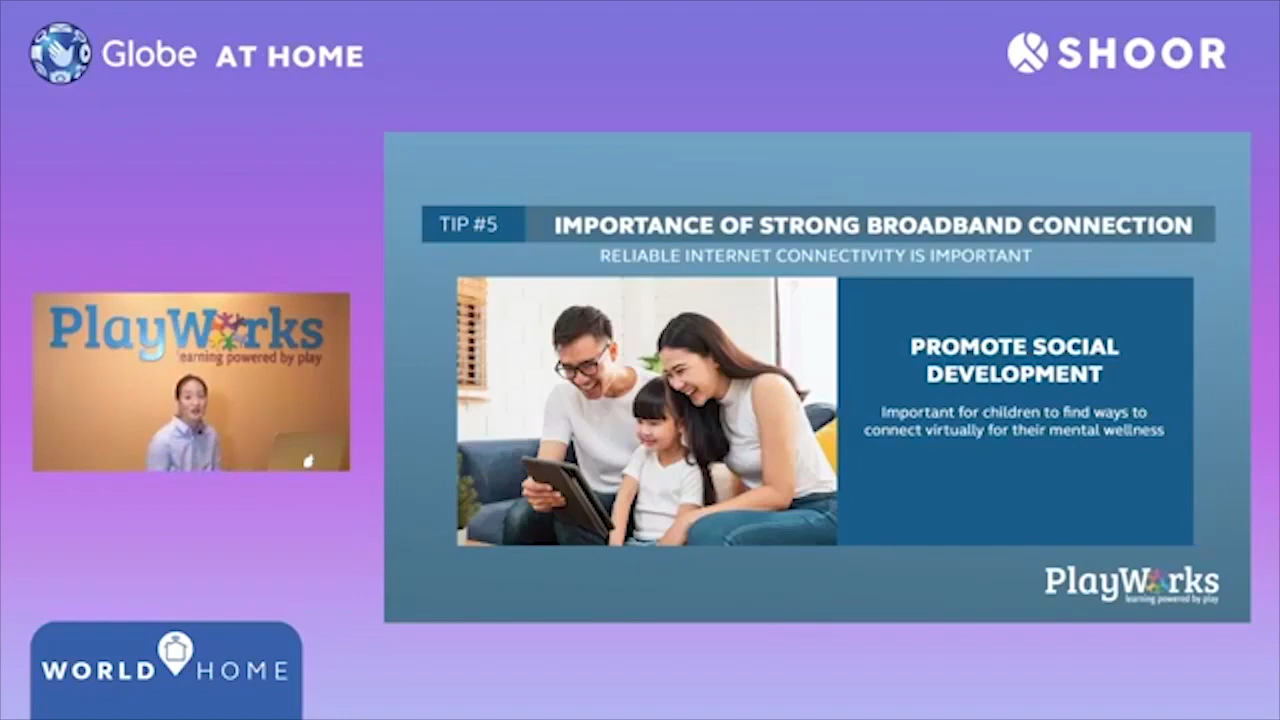 Globe AT HOME
SHOOR
TIP #5
IMPORTANCE OF STRONG BROADBAND CONNECTION
RELIABLE INTERNET CONNECTIVITY IS IMPORTANT
PlayWorks
learning powered by play
PROMOTE SOCIAL
DEVELOPMENT
Important for children to find ways to
connect virtually for their mental wellness
PlayWorks
learning powered by play
WORLD HOME